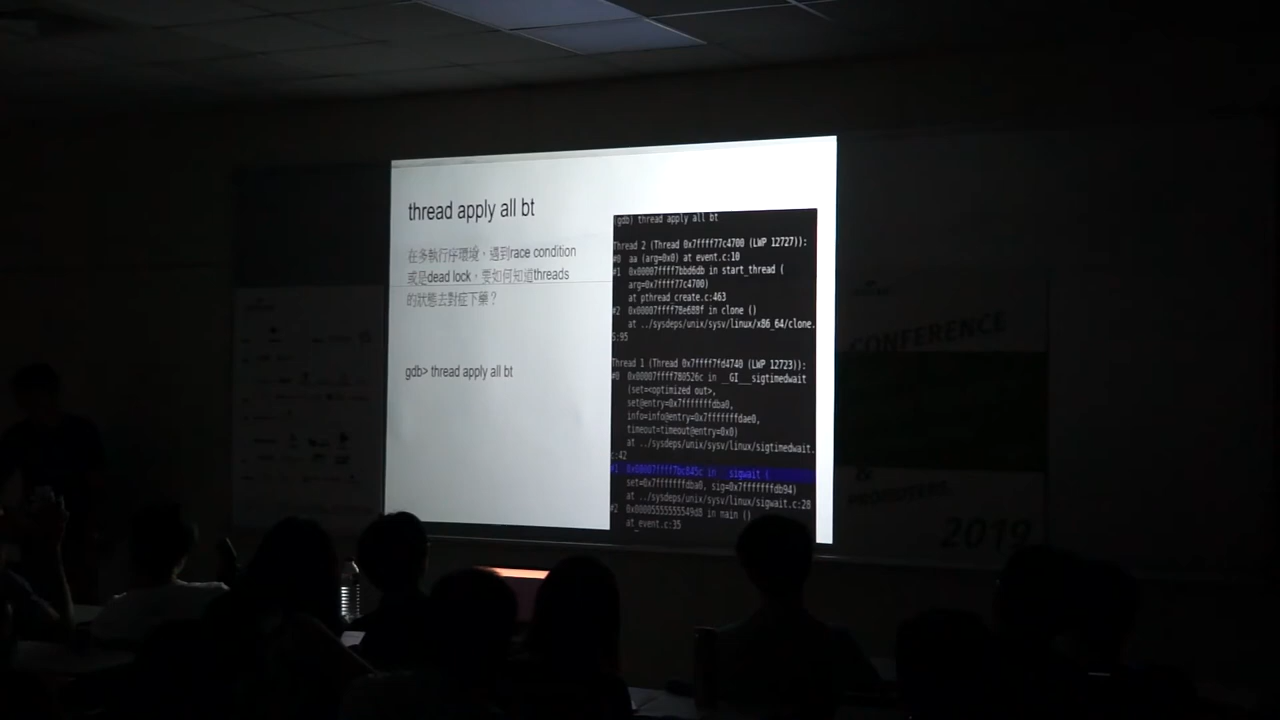 thread apply all bt
在多執行序環境，遇到race condition
或是dead lock，要如何知道threads
的狀態去對症下藥？
gdb> thread apply all bt
(gdb) thread apply all bt
Thread 2 (Thread 0x7ffff77c4700 (LWP 12727)):
#0 aa (arg=0x0) at event.c:10
#1 0x00007ffff7bbd6db in start_thread (
arg=0x7ffff77c4700)
at pthread_create.c:463
#2 0x00007ffff78e688f in clone ()
at ../sysdeps/unix/sysv/linux/x86_64/clone.
S:95
Thread 1 (Thread 0x7ffff7fd4740 (LWP 12723)):
#0 0x00007ffff780526c in __GI___sigtimedwait
(set=<optimized out>,
set@entry=0x7fffffffdba0,
info=info@entry=0x7fffffffdae0,
timeout=timeout@entry=0x0)
at ../sysdeps/unix/sysv/linux/sigtimedwait.
c:42
#1 0x00007ffff7bc845c in __sigwait (
set=0x7fffffffdba0, sig=0x7fffffffdb94)
at ../sysdeps/unix/sysv/linux/sigwait.c:28
#2 0x00005555555549d8 in main ()
at event.c:35
CONFERENCE
&
PROMOTERS
2019